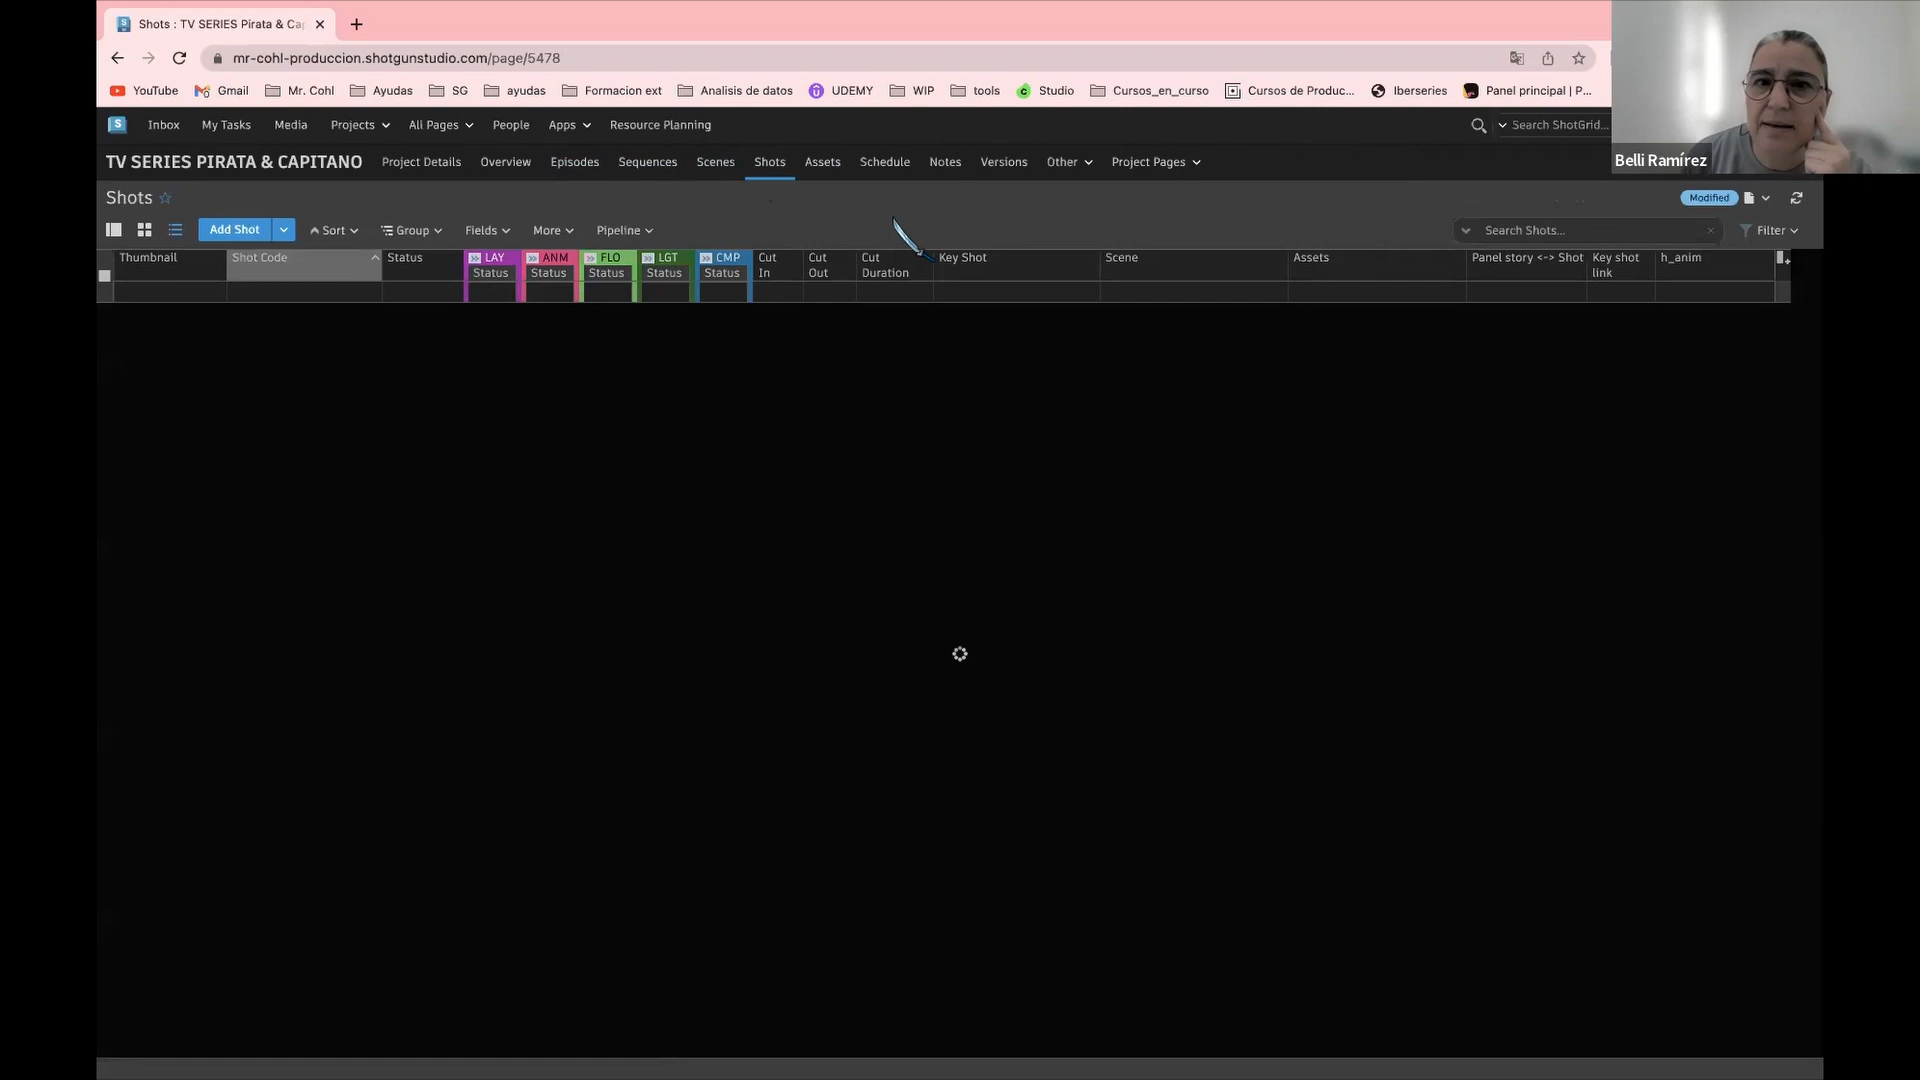 Shots : TV SERIES Pirata & Ca
mr-cohl-produccion.shotgunstudio.com/page/5478
YouTube Gmail Mr. Cohl Ayudas SG ayudas Formacion ext Analisis de datos UDEMY WIP tools Studio Cursos_en_curso Cursos de Produc... Iberseries Panel principal | P...
Inbox My Tasks Media Projects All Pages People Apps Resource Planning Search ShotGrid...
Belli Ramírez
TV SERIES PIRATA & CAPITANO Project Details Overview Episodes Sequences Scenes Shots Assets Schedule Notes Versions Other Project Pages
Shots Modified
Add Shot Sort Group Fields More Pipeline Search Shots... Filter
Thumbnail Shot Code Status LAY ANM FLO LGT CMP Cut Cut Cut Key Shot Scene Assets Panel story <-> Shot Key shot h_anim
Status Status Status Status Status In Out Duration link